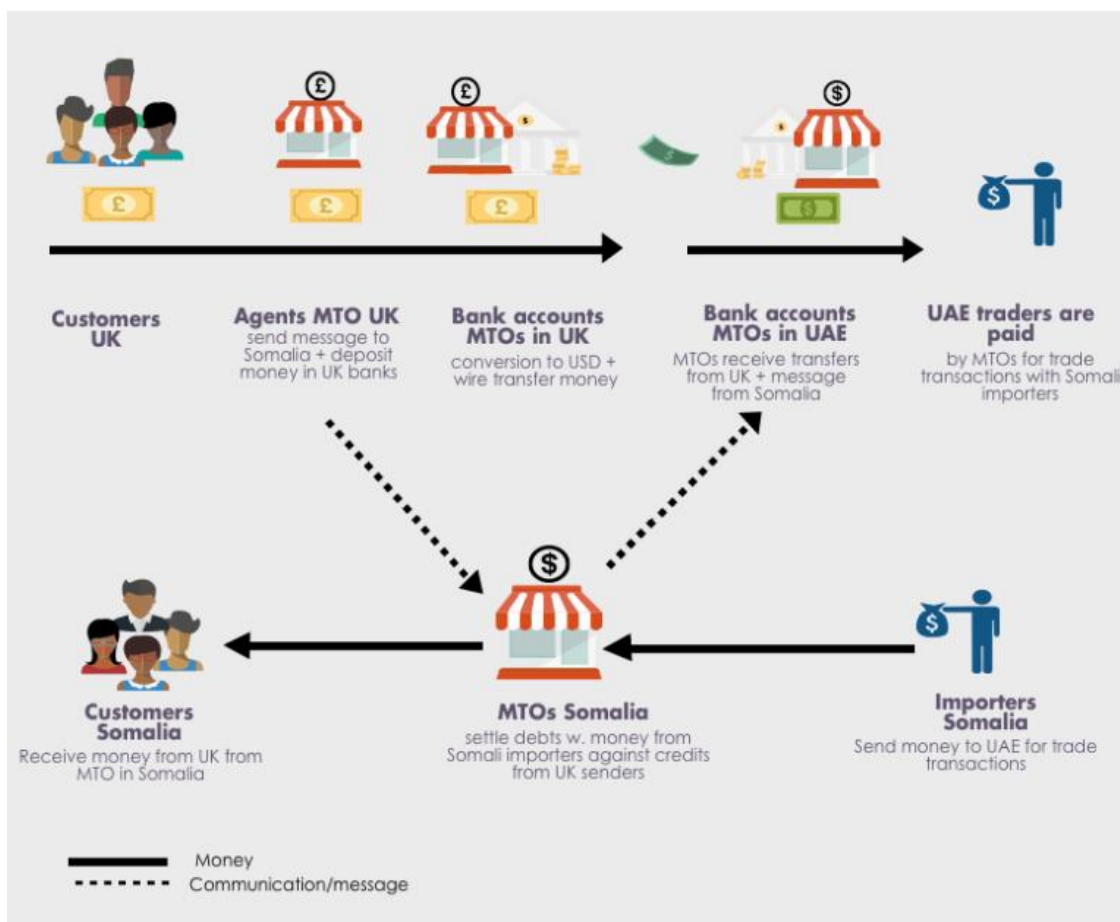 £
£
$
$
$
£
£
£
$
$
$
Customers
UK
Agents MTO UK
send message to
Somalia + deposit
money in UK banks
Bank accounts
MTOs in UK
conversion to USD +
wire transfer money
Bank accounts
MTOs in UAE
MTOs receive transfers
from UK + message
from Somalia
UAE traders are
paid
by MTOs for trade
transactions with Somali
importers
$
$
Customers
Somalia
Receive money from UK from
MTO in Somalia
MTOs Somalia
settle debts w. money from
Somali importers against credits
from UK senders
Importers
Somalia
Send money to UAE for trade
transactions
Money
Communication/message